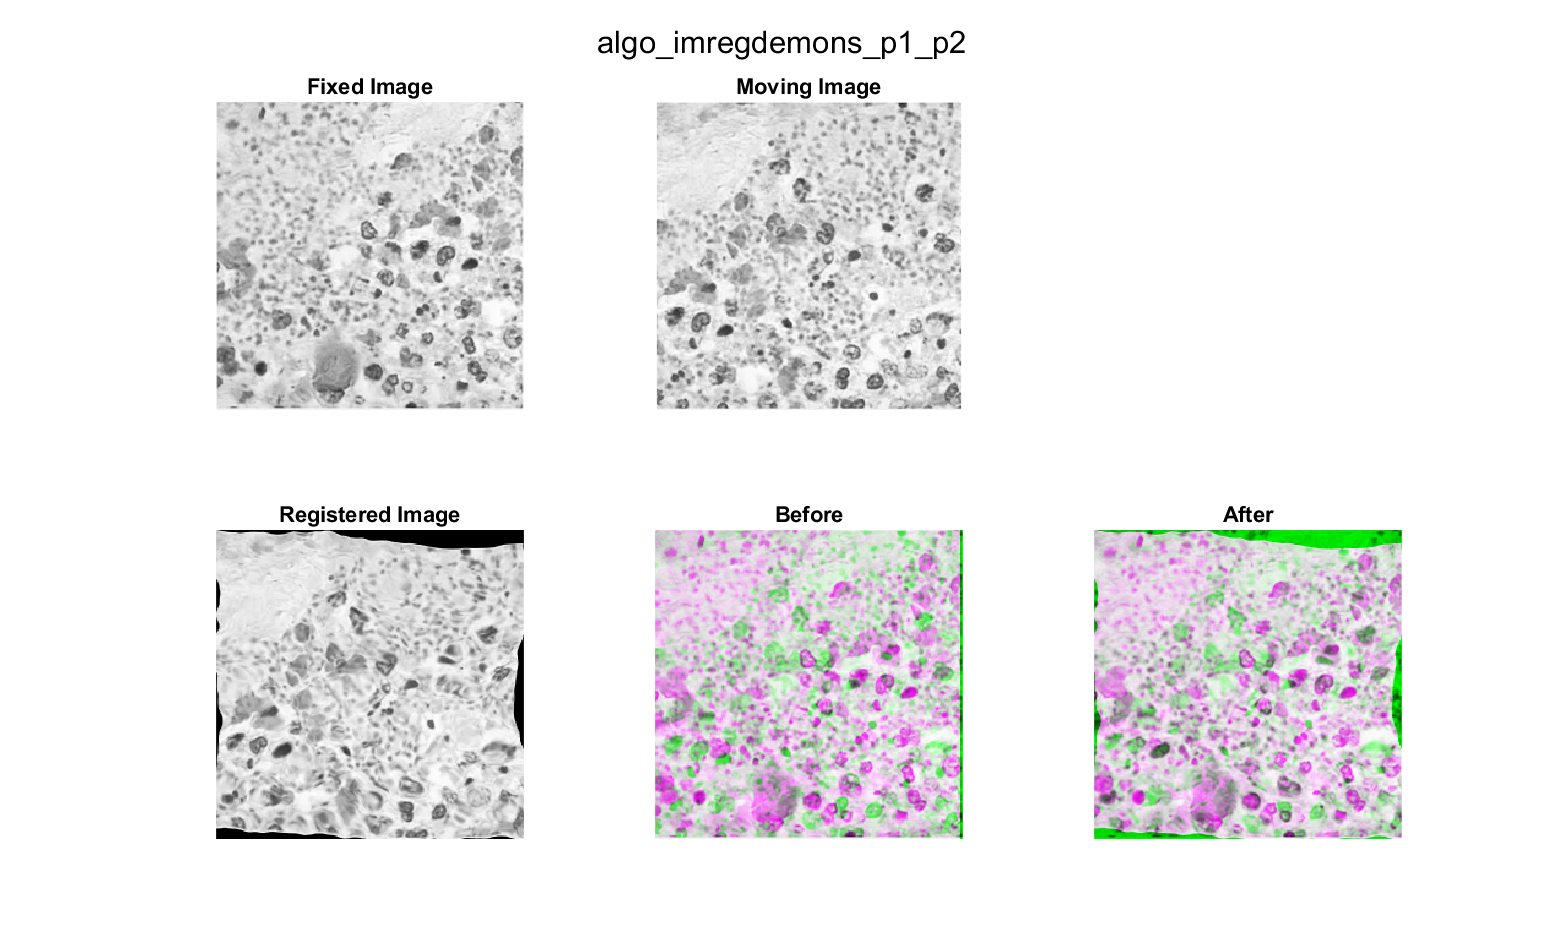 algo_imregdemons_p1_p2
Fixed Image
Moving Image
Registered Image
Before
After